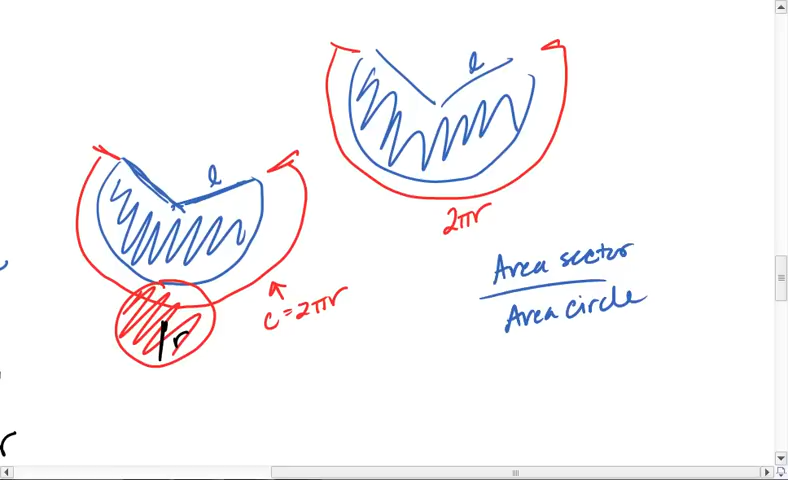 l
l
2πr
Area sector
Area circle
c = 2πr
r
r